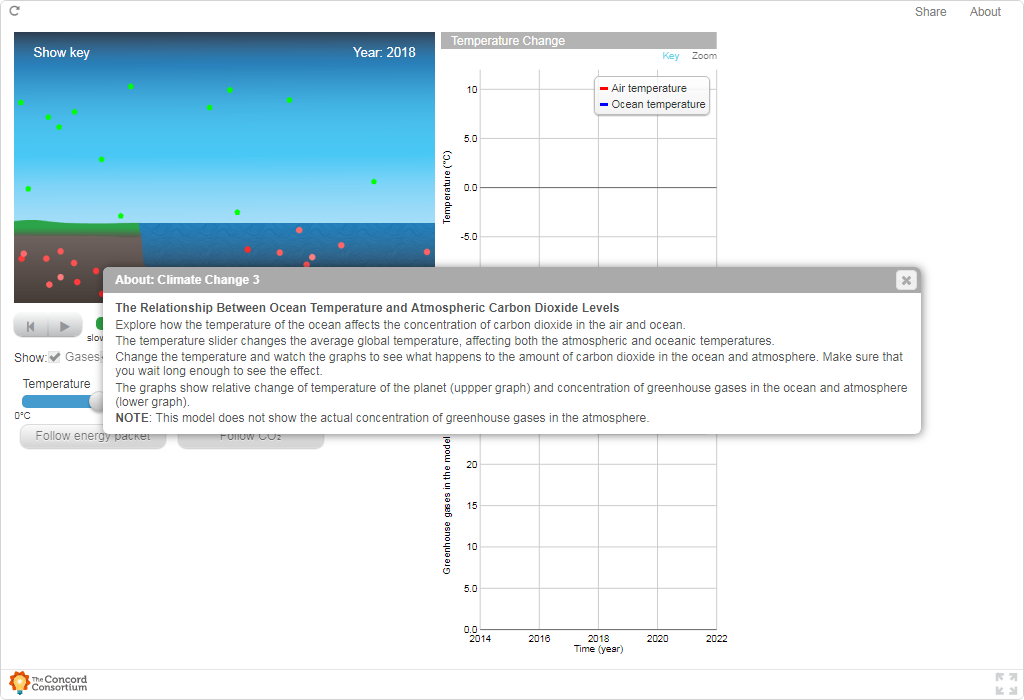 Share About
Show key
Year: 2018
Temperature Change
Key Zoom
Air temperature
Ocean temperature
10
5.0
0.0
-5.0
Temperature (°C)
About: Climate Change 3
The Relationship Between Ocean Temperature and Atmospheric Carbon Dioxide Levels
Explore how the temperature of the ocean affects the concentration of carbon dioxide in the air and ocean.
The temperature slider changes the average global temperature, affecting both the atmospheric and oceanic temperatures.
Change the temperature and watch the graphs to see what happens to the amount of carbon dioxide in the ocean and atmosphere. Make sure that
you wait long enough to see the effect.
The graphs show relative change of temperature of the planet (uppper graph) and concentration of greenhouse gases in the ocean and atmosphere
(lower graph).
NOTE: This model does not show the actual concentration of greenhouse gases in the atmosphere.
slow
Show: Gases
Temperature
0°C
Follow energy packet
Follow CO₂
Greenhouse gases in the model
20
15
10
5.0
0.0
2014 2016 2018 2020 2022
Time (year)
The Concord
Consortium